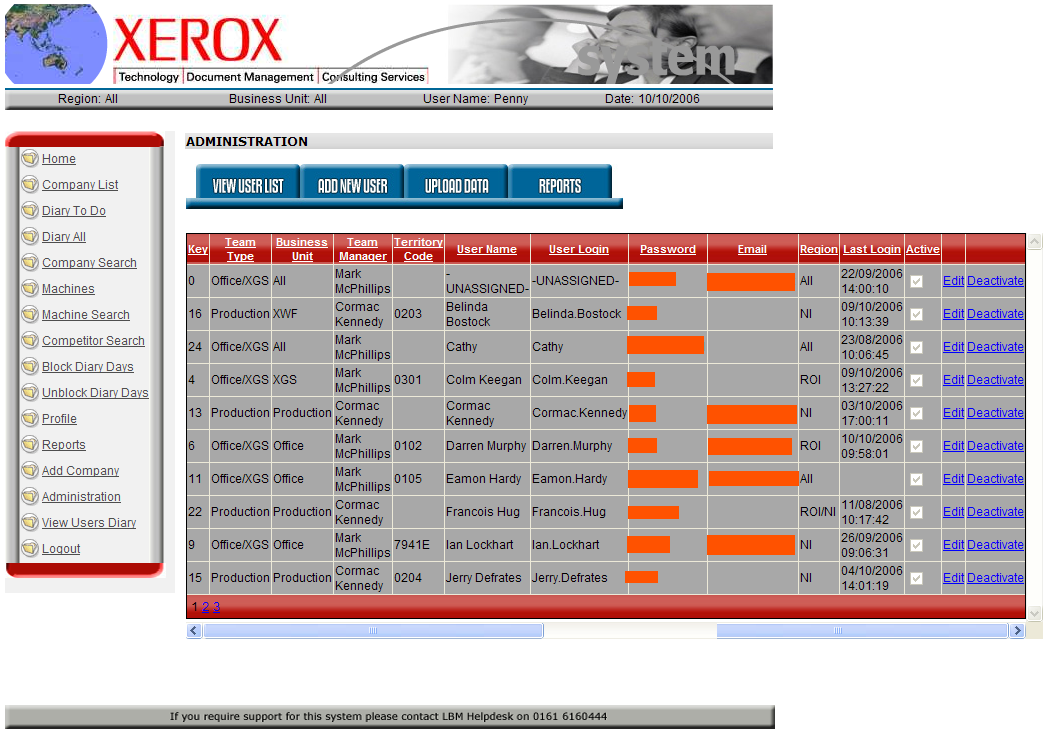 XEROX
Technology Document Management Consulting Services
system
Region: All Business Unit: All User Name: Penny Date: 10/10/2006
Home
Company List
Diary To Do
Diary All
Company Search
Machines
Machine Search
Competitor Search
Block Diary Days
Unblock Diary Days
Profile
Reports
Add Company
Administration
View Users Diary
Logout
ADMINISTRATION
VIEW USER LIST ADD NEW USER UPLOAD DATA REPORTS
Key Team Type Business Unit Team Manager Territory Code User Name User Login Password Email Region Last Login Active
0 Office/XGS All Mark McPhillips -UNASSIGNED- -UNASSIGNED- All 22/09/2006 14:00:10 Edit Deactivate
16 Production XWF Cormac Kennedy 0203 Belinda Bostock Belinda.Bostock NI 09/10/2006 10:13:39 Edit Deactivate
24 Office/XGS All Mark McPhillips Cathy Cathy All 23/08/2006 10:06:45 Edit Deactivate
4 Office/XGS XGS Mark McPhillips 0301 Colm Keegan Colm.Keegan ROI 09/10/2006 13:27:22 Edit Deactivate
13 Production Production Cormac Kennedy Cormac Kennedy Cormac.Kennedy NI 03/10/2006 17:00:11 Edit Deactivate
6 Office/XGS Office Mark McPhillips 0102 Darren Murphy Darren.Murphy ROI 10/10/2006 09:58:01 Edit Deactivate
11 Office/XGS Office Mark McPhillips 0105 Eamon Hardy Eamon.Hardy All Edit Deactivate
22 Production Production Cormac Kennedy Francois Hug Francois.Hug ROI/NI 11/08/2006 10:17:42 Edit Deactivate
9 Office/XGS Office Mark McPhillips 7941E Ian Lockhart Ian.Lockhart NI 26/09/2006 09:06:31 Edit Deactivate
15 Production Production Cormac Kennedy 0204 Jerry Defrates Jerry.Defrates NI 04/10/2006 14:01:19 Edit Deactivate
1 2 3
If you require support for this system please contact LBM Helpdesk on 0161 6160444